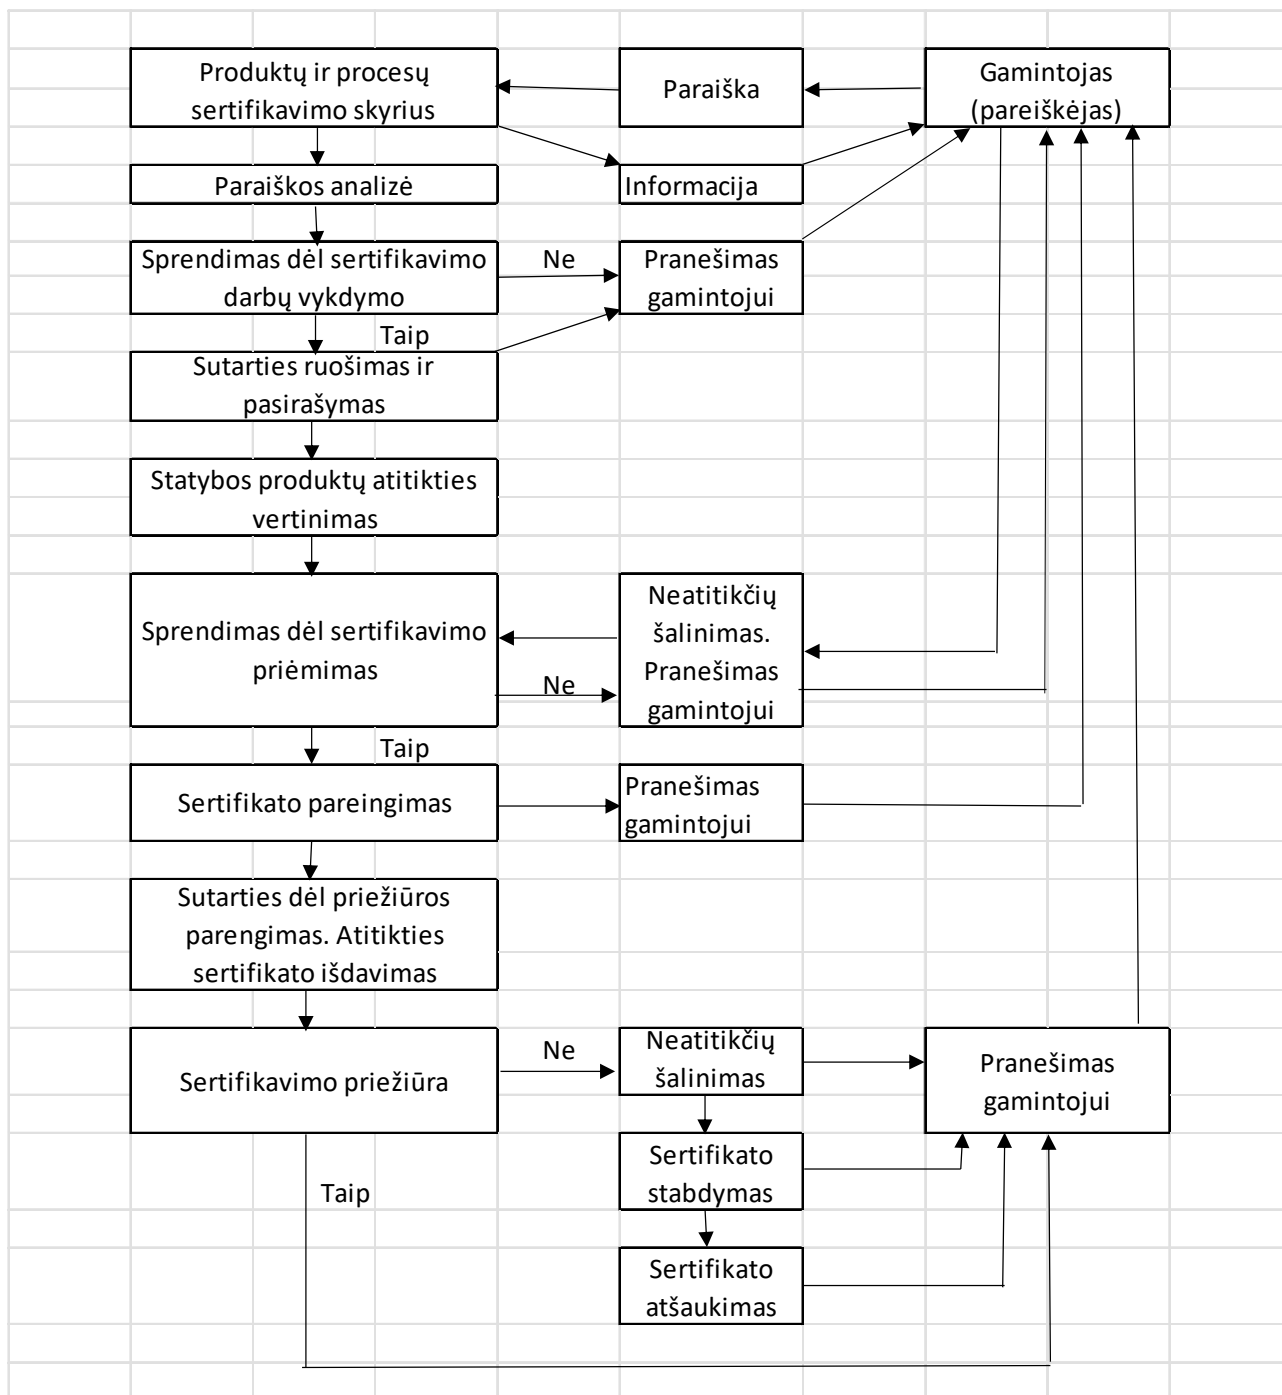 Produktų ir procesų
sertifikavimo skyrius
Paraiška
Gamintojas
(pareiškėjas)
Paraiškos analizė
Informacija
Sprendimas dėl sertifikavimo
darbų vykdymo
Ne
Pranešimas
gamintojui
Taip
Sutarties ruošimas ir
pasirašymas
Statybos produktų atitikties
vertinimas
Sprendimas dėl sertifikavimo
priėmimas
Ne
Neatitikčių
šalinimas.
Pranešimas
gamintojui
Taip
Sertifikato pareingimas
Pranešimas
gamintojui
Sutarties dėl priežiūros
parengimas. Atitikties
sertifikato išdavimas
Sertifikavimo priežiūra
Ne
Neatitikčių
šalinimas
Pranešimas
gamintojui
Sertifikato
stabdymas
Taip
Sertifikato
atšaukimas